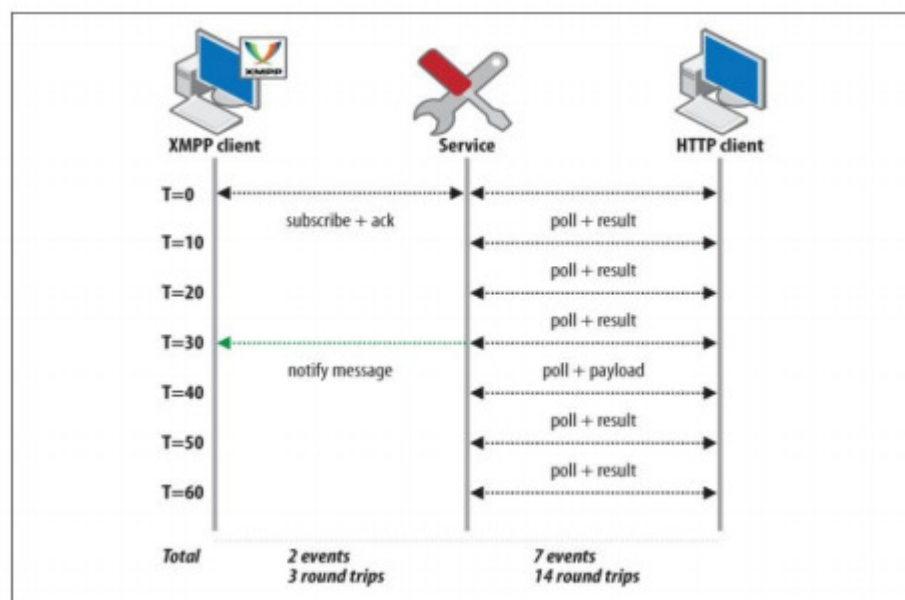 XMPP
XMPP client
Service
HTTP client
T=0
subscribe + ack
poll + result
T=10
poll + result
T=20
poll + result
T=30
notify message
poll + payload
T=40
poll + result
T=50
poll + result
T=60
Total
2 events
7 events
3 round trips
14 round trips